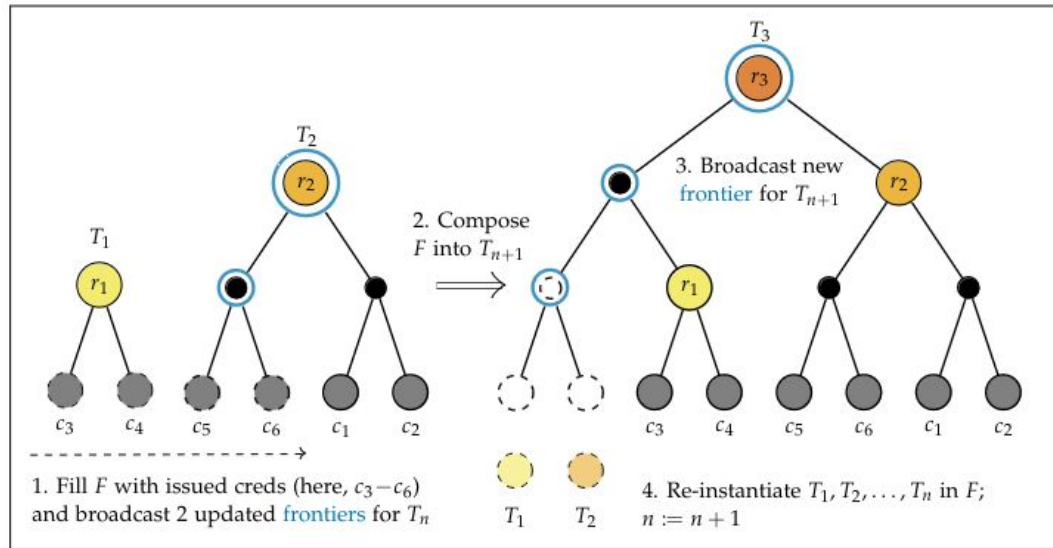 T₃
r₃
T₂
r₂
3. Broadcast new
frontier for Tₙ₊₁
r₂
2. Compose
F into Tₙ₊₁
T₁
r₁
r₁
c₃ c₄ c₅ c₆ c₁ c₂
c₃ c₄ c₅ c₆ c₁ c₂
1. Fill F with issued creds (here, c₃−c₆)
and broadcast 2 updated frontiers for Tₙ
T₁ T₂
4. Re-instantiate T₁, T₂, . . . , Tₙ in F;
n := n + 1